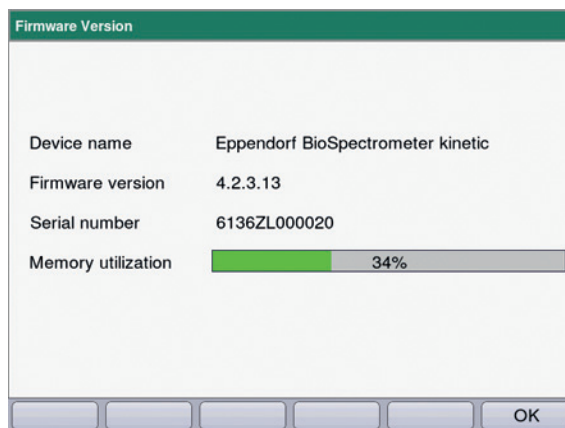 Firmware Version
Device name Eppendorf BioSpectrometer kinetic
Firmware version 4.2.3.13
Serial number 6136ZL000020
Memory utilization 34%
OK